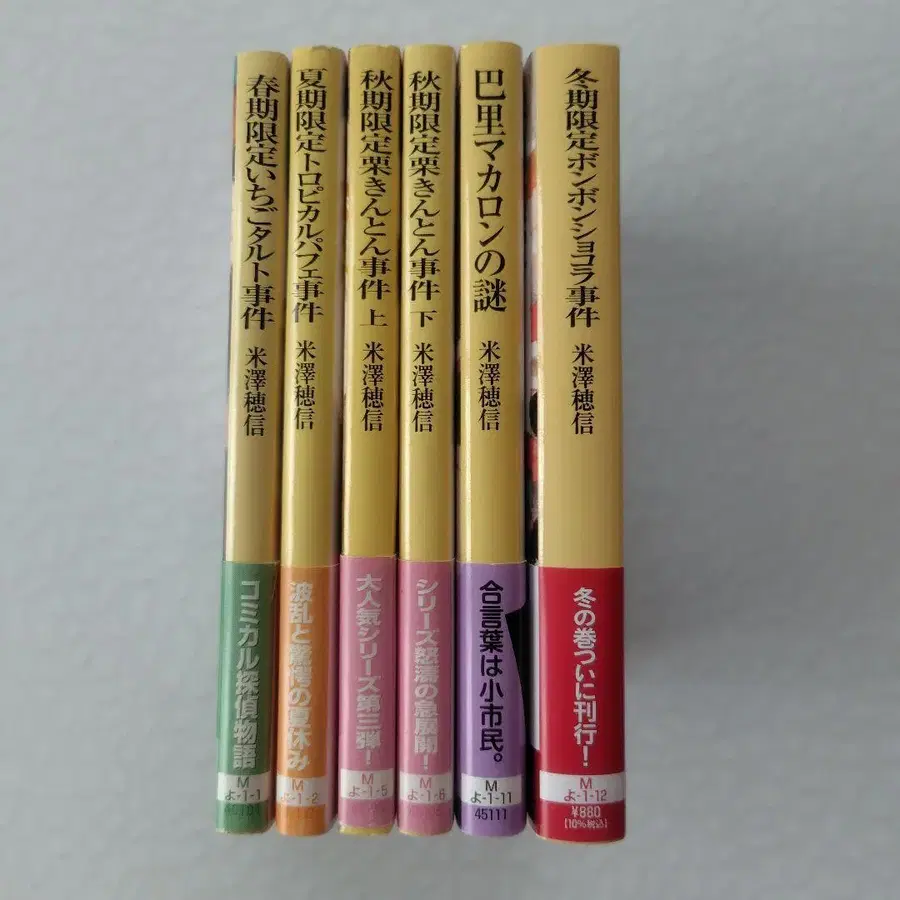 春期限定いちごタルト事件 米澤穂信
コミカル探偵物語
M
よ-1-1
夏期限定トロピカルパフェ事件 米澤穂信
波乱と驚愕の夏休み
M
よ-1-2
秋期限定栗きんとん事件 上 米澤穂信
大人気シリーズ第三弾!
M
よ-1-5
秋期限定栗きんとん事件 下 米澤穂信
シリーズ怒濤の急展開!
M
よ-1-6
巴里マカロンの謎 米澤穂信
合言葉は小市民。
M
よ-1-11
45111
冬期限定ボンボンショコラ事件 米澤穂信
冬の巻ついに刊行!
M
よ-1-12
¥880
[10%税込]